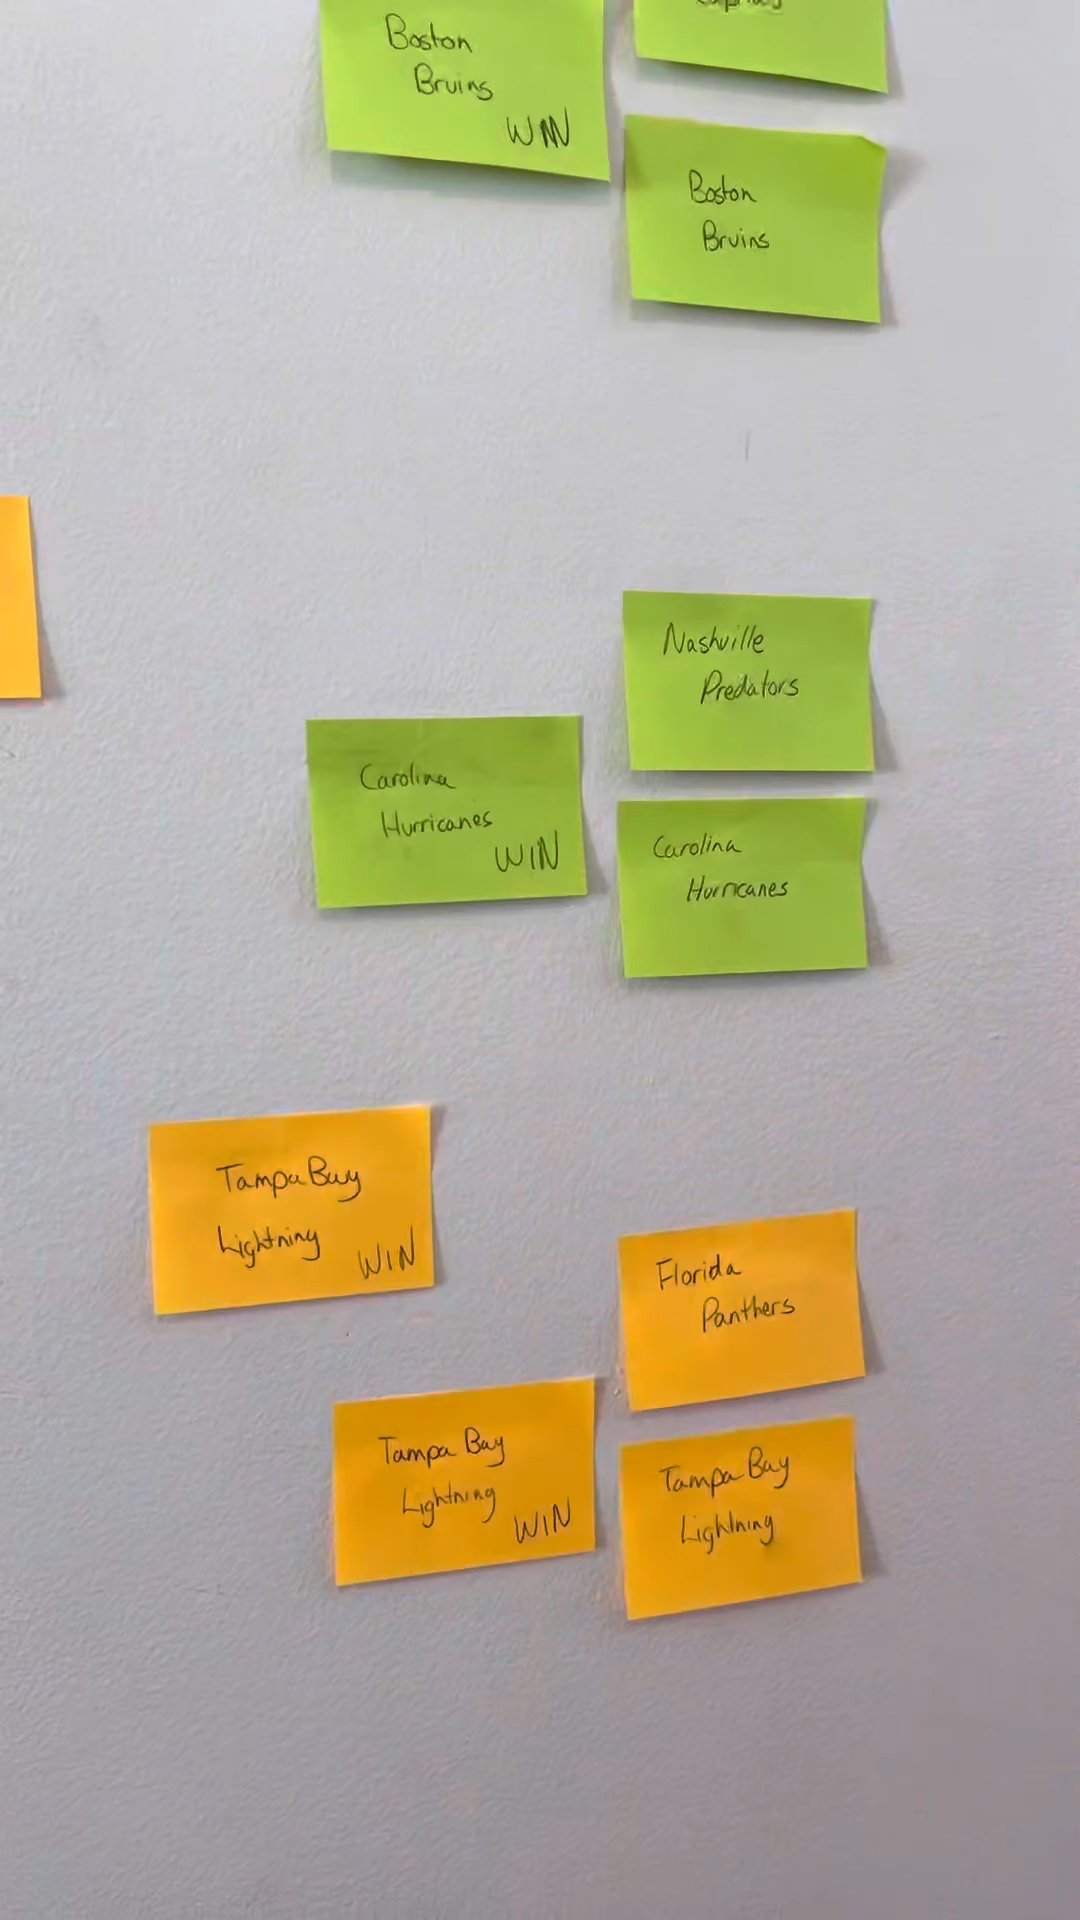 Boston
Bruins
WIN
Boston
Bruins
Nashville
Predators
Carolina
Hurricanes
WIN
Carolina
Hurricanes
Tampa Bay
Lightning
WIN
Florida
Panthers
Tampa Bay
Lightning
WIN
Tampa Bay
Lightning